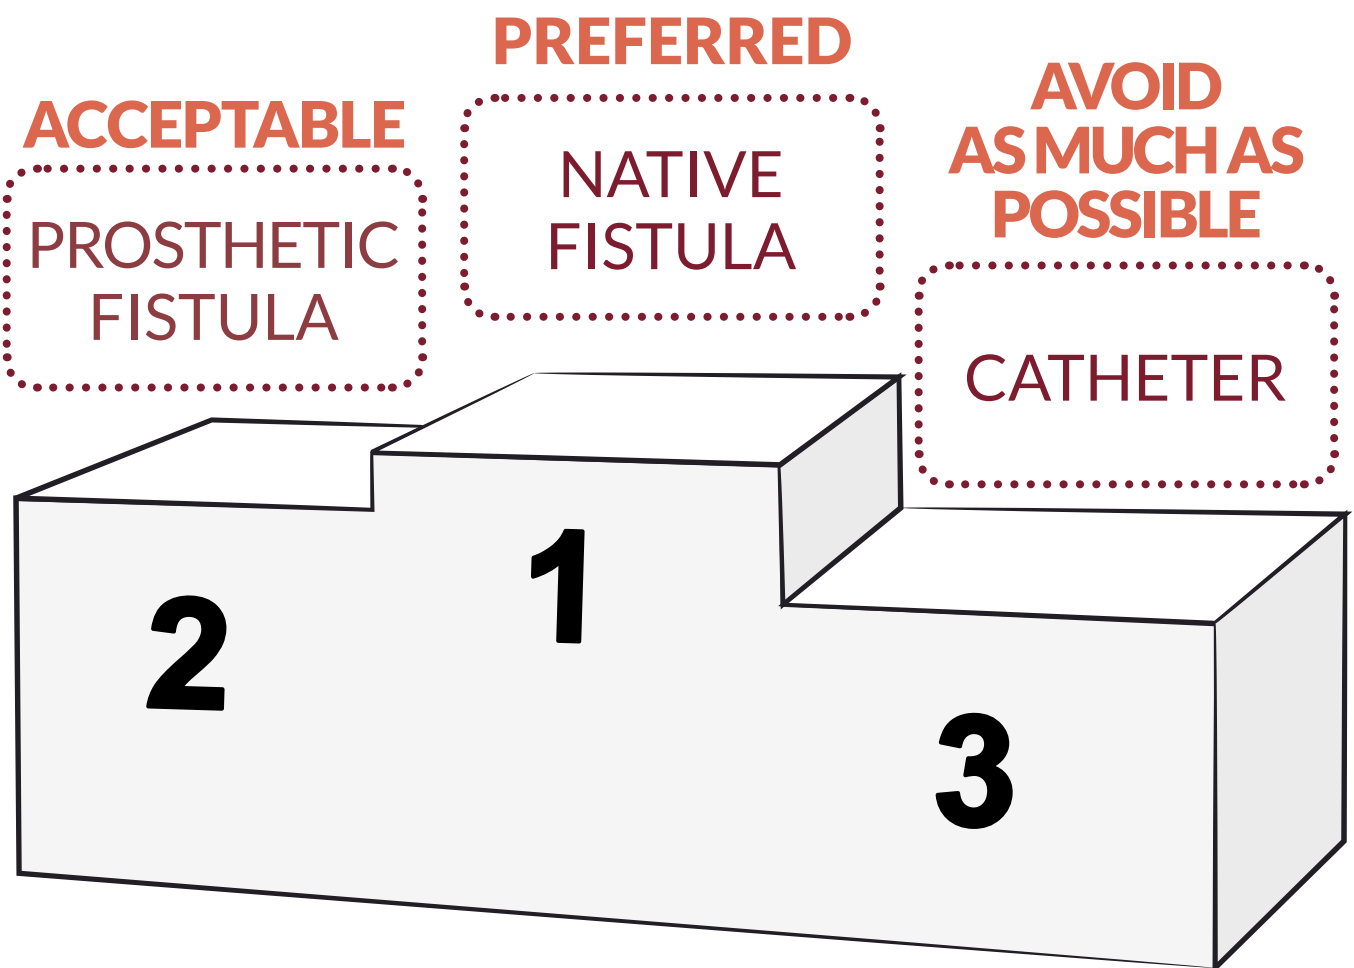 PREFERRED
NATIVE
FISTULA
ACCEPTABLE
PROSTHETIC
FISTULA
AVOID
AS MUCH AS
POSSIBLE
CATHETER
1
2
3